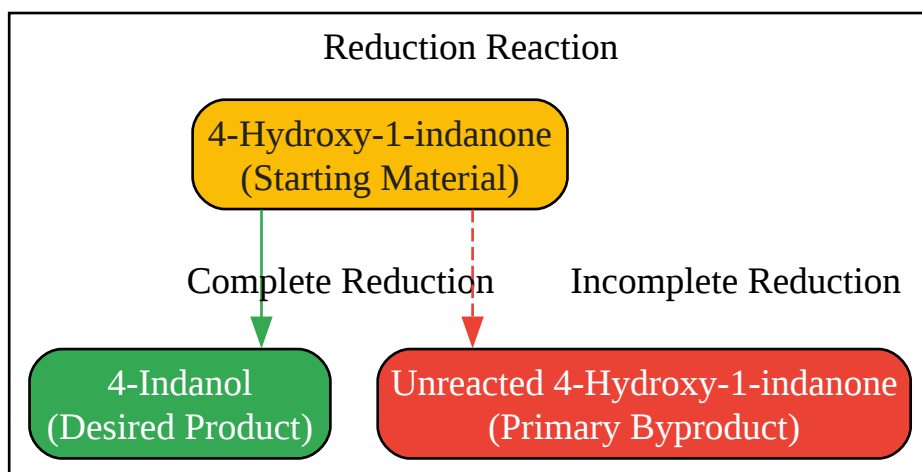 Reduction Reaction
4-Hydroxy-1-indanone
(Starting Material)
Complete Reduction
Incomplete Reduction
4-Indanol
(Desired Product)
Unreacted 4-Hydroxy-1-indanone
(Primary Byproduct)